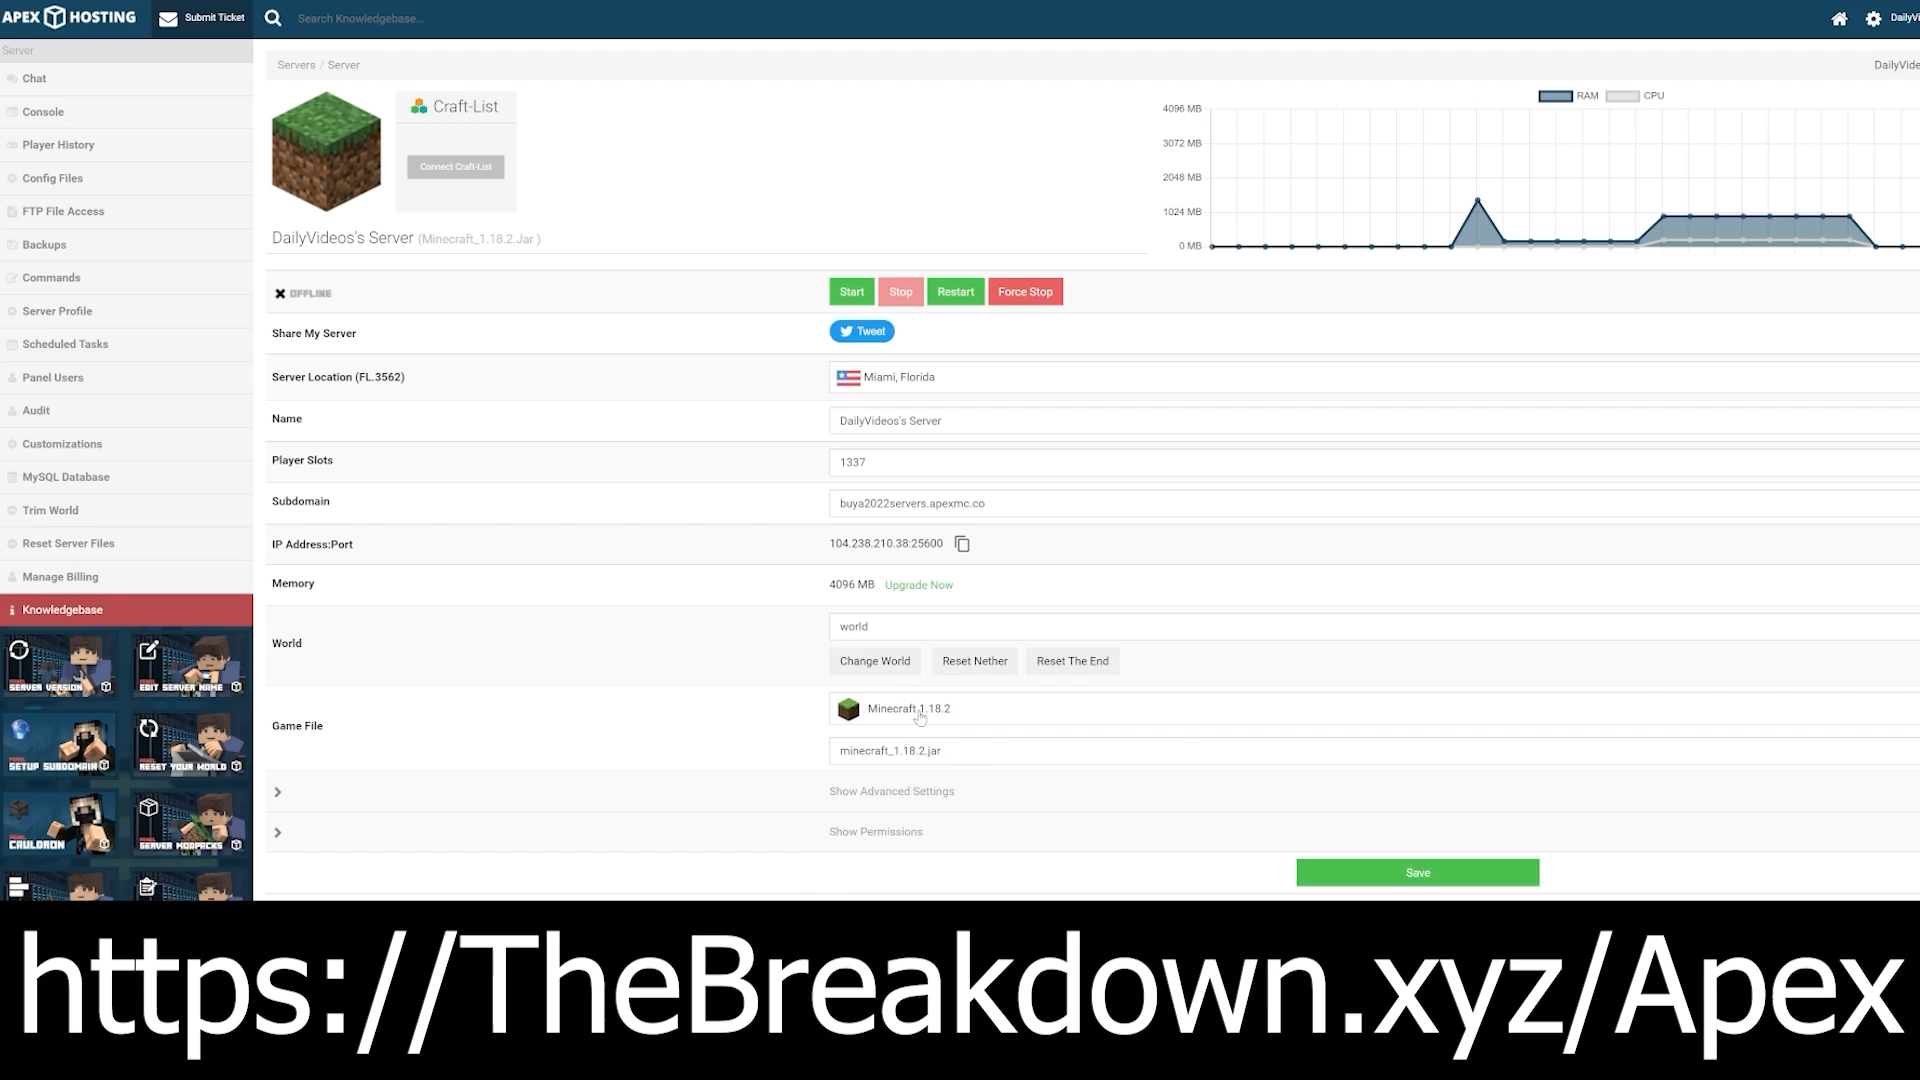 APEX HOSTING
Submit Ticket
Search Knowledgebase...
DailyVi
Server
Chat
Console
Player History
Config Files
FTP File Access
Backups
Commands
Server Profile
Scheduled Tasks
Panel Users
Audit
Customizations
MySQL Database
Trim World
Reset Server Files
Manage Billing
Knowledgebase
SERVER VERSION
EDIT SERVER NAME
SETUP SUBDOMAIN
RESET YOUR WORLD
CAULDRON
SERVER MODPACKS
Servers / Server
DailyVide
Craft-List
Connect Craft-List
DailyVideos's Server (Minecraft_1.18.2.Jar )
RAM CPU
4096 MB
3072 MB
2048 MB
1024 MB
0 MB
OFFLINE
Start Stop Restart Force Stop
Share My Server
Tweet
Server Location (FL.3562)
Miami, Florida
Name
DailyVideos's Server
Player Slots
1337
Subdomain
buya2022servers.apexmc.co
IP Address:Port
104.238.210.38:25600
Memory
4096 MB Upgrade Now
World
world
Change World Reset Nether Reset The End
Game File
Minecraft 1.18.2
minecraft_1.18.2.jar
Show Advanced Settings
Show Permissions
Save
https://TheBreakdown.xyz/Apex